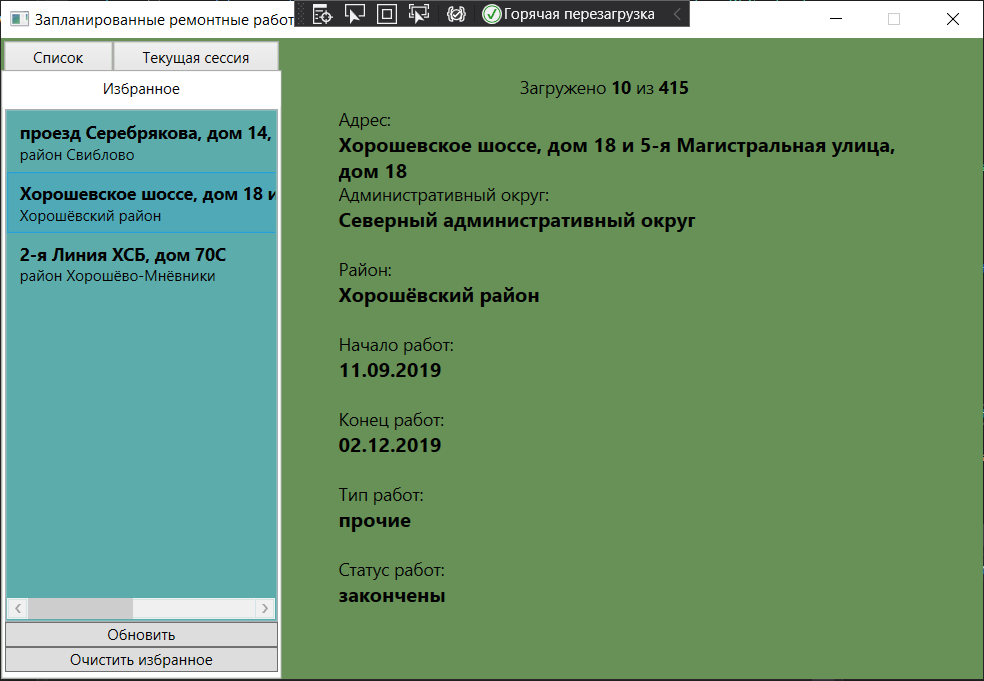 Запланированные ремонтные работ
Горячая перезагрузка
Список
Текущая сессия
Избранное
проезд Серебрякова, дом 14,
район Свиблово
Хорошевское шоссе, дом 18 и
Хорошёвский район
2-я Линия ХСБ, дом 70С
район Хорошёво-Мнёвники
Обновить
Очистить избранное
Загружено 10 из 415
Адрес:
Хорошевское шоссе, дом 18 и 5-я Магистральная улица,
дом 18
Административный округ:
Северный административный округ
Район:
Хорошёвский район
Начало работ:
11.09.2019
Конец работ:
02.12.2019
Тип работ:
прочие
Статус работ:
закончены